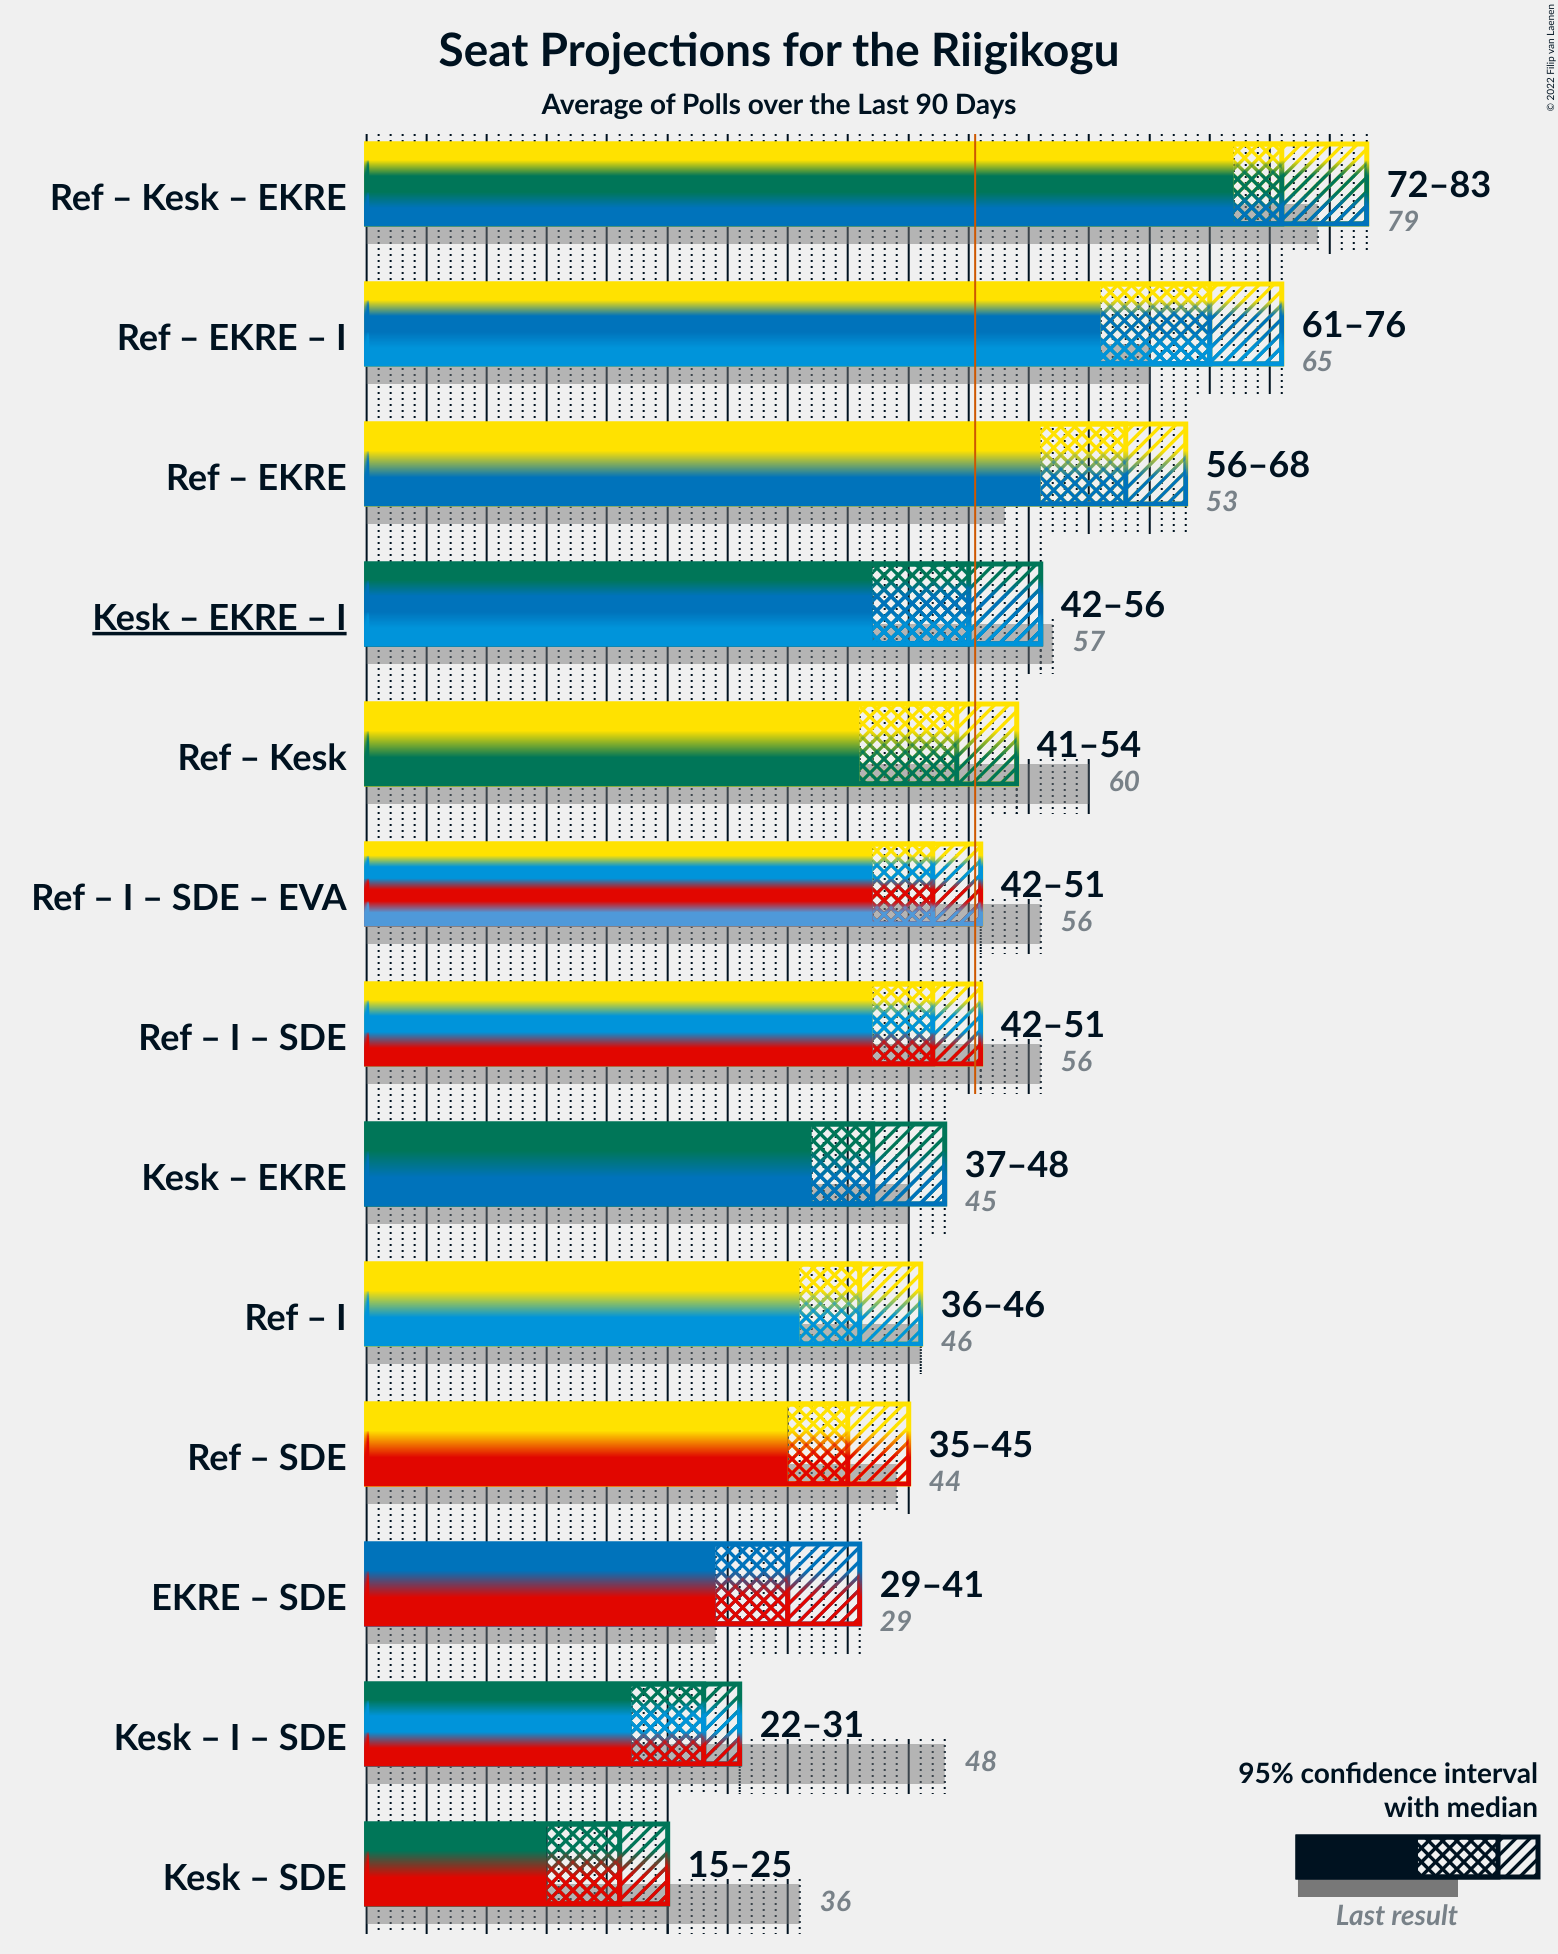 Seat Projections for the Riigikogu
Average of Polls over the Last 90 Days
© 2022 Filip van Laenen
Ref – Kesk – EKRE
72–83
79
Ref – EKRE – I
61–76
65
Ref – EKRE
56–68
53
Kesk – EKRE – I
42–56
57
Ref – Kesk
41–54
60
Ref – I – SDE – EVA
42–51
56
Ref – I – SDE
42–51
56
Kesk – EKRE
37–48
45
Ref – I
36–46
46
Ref – SDE
35–45
44
EKRE – SDE
29–41
29
Kesk – I – SDE
22–31
48
Kesk – SDE
15–25
36
95% confidence interval
with median
Last result